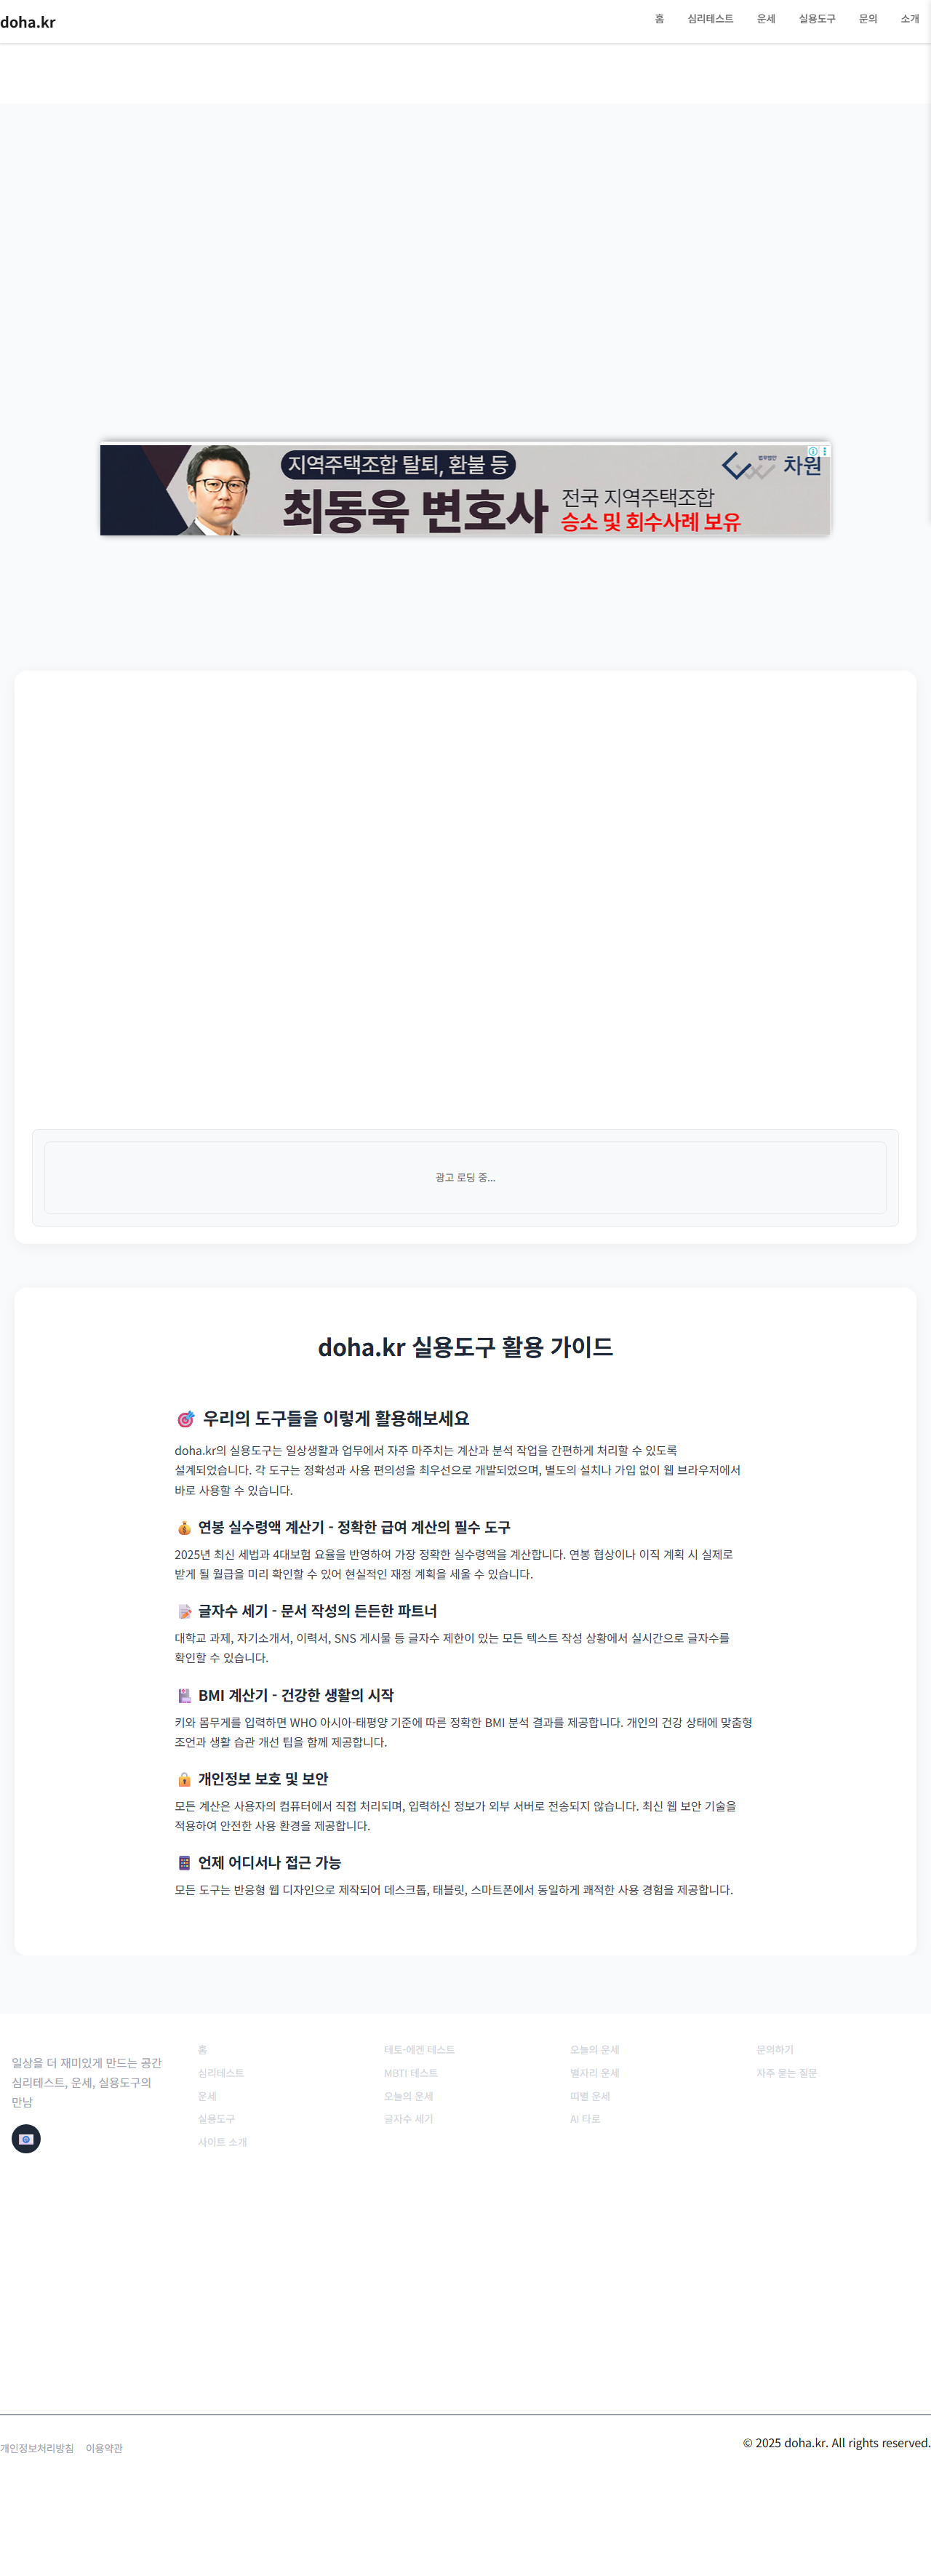 doha.kr
홈 심리테스트 운세 실용도구 문의 소개
지역주택조합 탈퇴, 환불 등
최동욱 변호사
전국 지역주택조합
승소 및 회수사례 보유
법무법인
차원
광고 로딩 중...
doha.kr 실용도구 활용 가이드
🎯 우리의 도구들을 이렇게 활용해보세요
doha.kr의 실용도구는 일상생활과 업무에서 자주 마주치는 계산과 분석 작업을 간편하게 처리할 수 있도록
설계되었습니다. 각 도구는 정확성과 사용 편의성을 최우선으로 개발되었으며, 별도의 설치나 가입 없이 웹 브라우저에서
바로 사용할 수 있습니다.
💰 연봉 실수령액 계산기 - 정확한 급여 계산의 필수 도구
2025년 최신 세법과 4대보험 요율을 반영하여 가장 정확한 실수령액을 계산합니다. 연봉 협상이나 이직 계획 시 실제로
받게 될 월급을 미리 확인할 수 있어 현실적인 재정 계획을 세울 수 있습니다.
📝 글자수 세기 - 문서 작성의 든든한 파트너
대학교 과제, 자기소개서, 이력서, SNS 게시물 등 글자수 제한이 있는 모든 텍스트 작성 상황에서 실시간으로 글자수를
확인할 수 있습니다.
BMI 계산기 - 건강한 생활의 시작
키와 몸무게를 입력하면 WHO 아시아-태평양 기준에 따른 정확한 BMI 분석 결과를 제공합니다. 개인의 건강 상태에 맞춤형
조언과 생활 습관 개선 팁을 함께 제공합니다.
🔒 개인정보 보호 및 보안
모든 계산은 사용자의 컴퓨터에서 직접 처리되며, 입력하신 정보가 외부 서버로 전송되지 않습니다. 최신 웹 보안 기술을
적용하여 안전한 사용 환경을 제공합니다.
📱 언제 어디서나 접근 가능
모든 도구는 반응형 웹 디자인으로 제작되어 데스크톱, 태블릿, 스마트폰에서 동일하게 쾌적한 사용 경험을 제공합니다.
일상을 더 재미있게 만드는 공간
심리테스트, 운세, 실용도구의
만남
홈
심리테스트
운세
실용도구
사이트 소개
테토-에겐 테스트
MBTI 테스트
오늘의 운세
글자수 세기
오늘의 운세
별자리 운세
띠별 운세
AI 타로
문의하기
자주 묻는 질문
개인정보처리방침 이용약관
© 2025 doha.kr. All rights reserved.